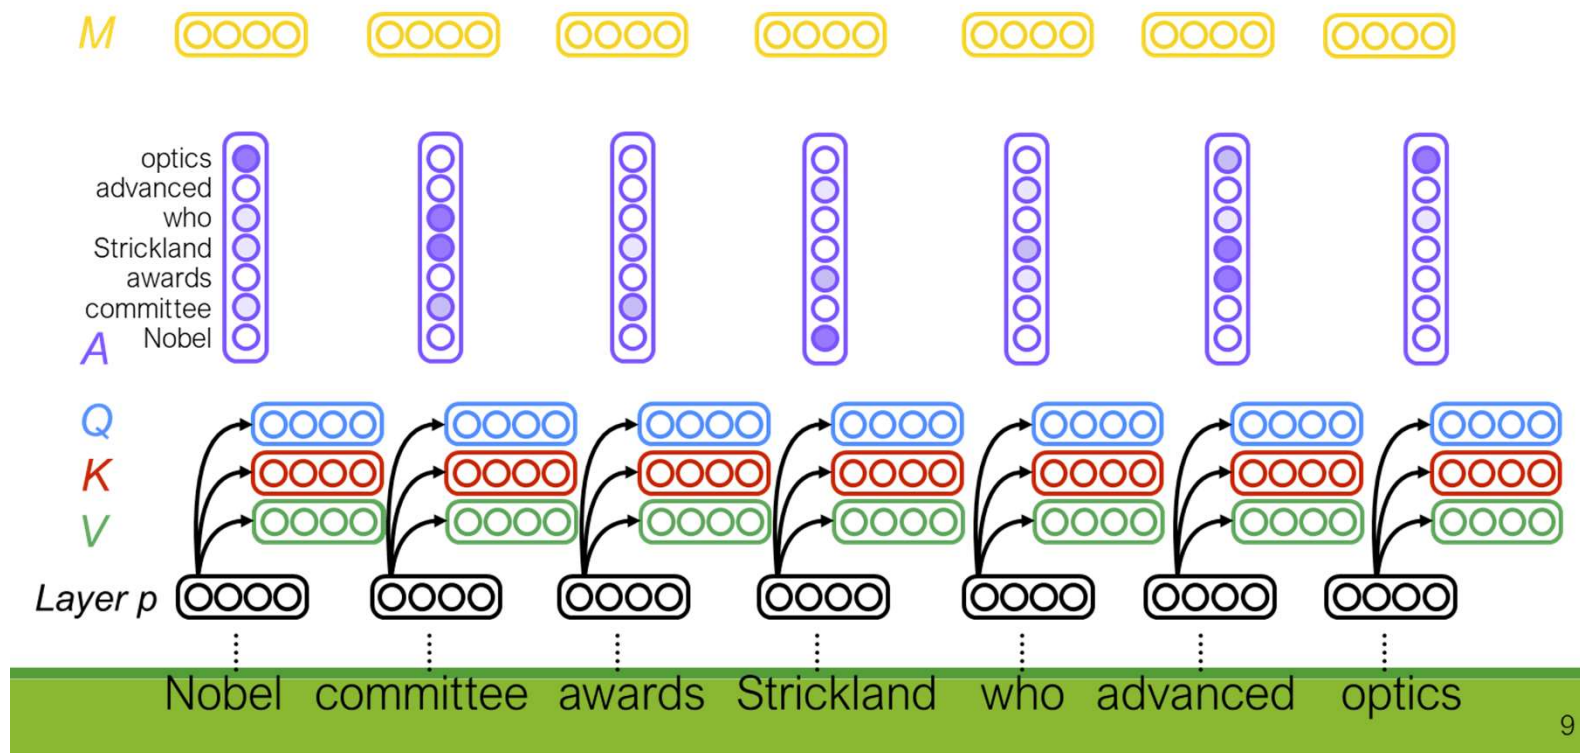 M
optics
advanced
who
Strickland
awards
committee
Nobel
A
Q
K
V
Layer p
Nobel committee awards Strickland who advanced optics
9